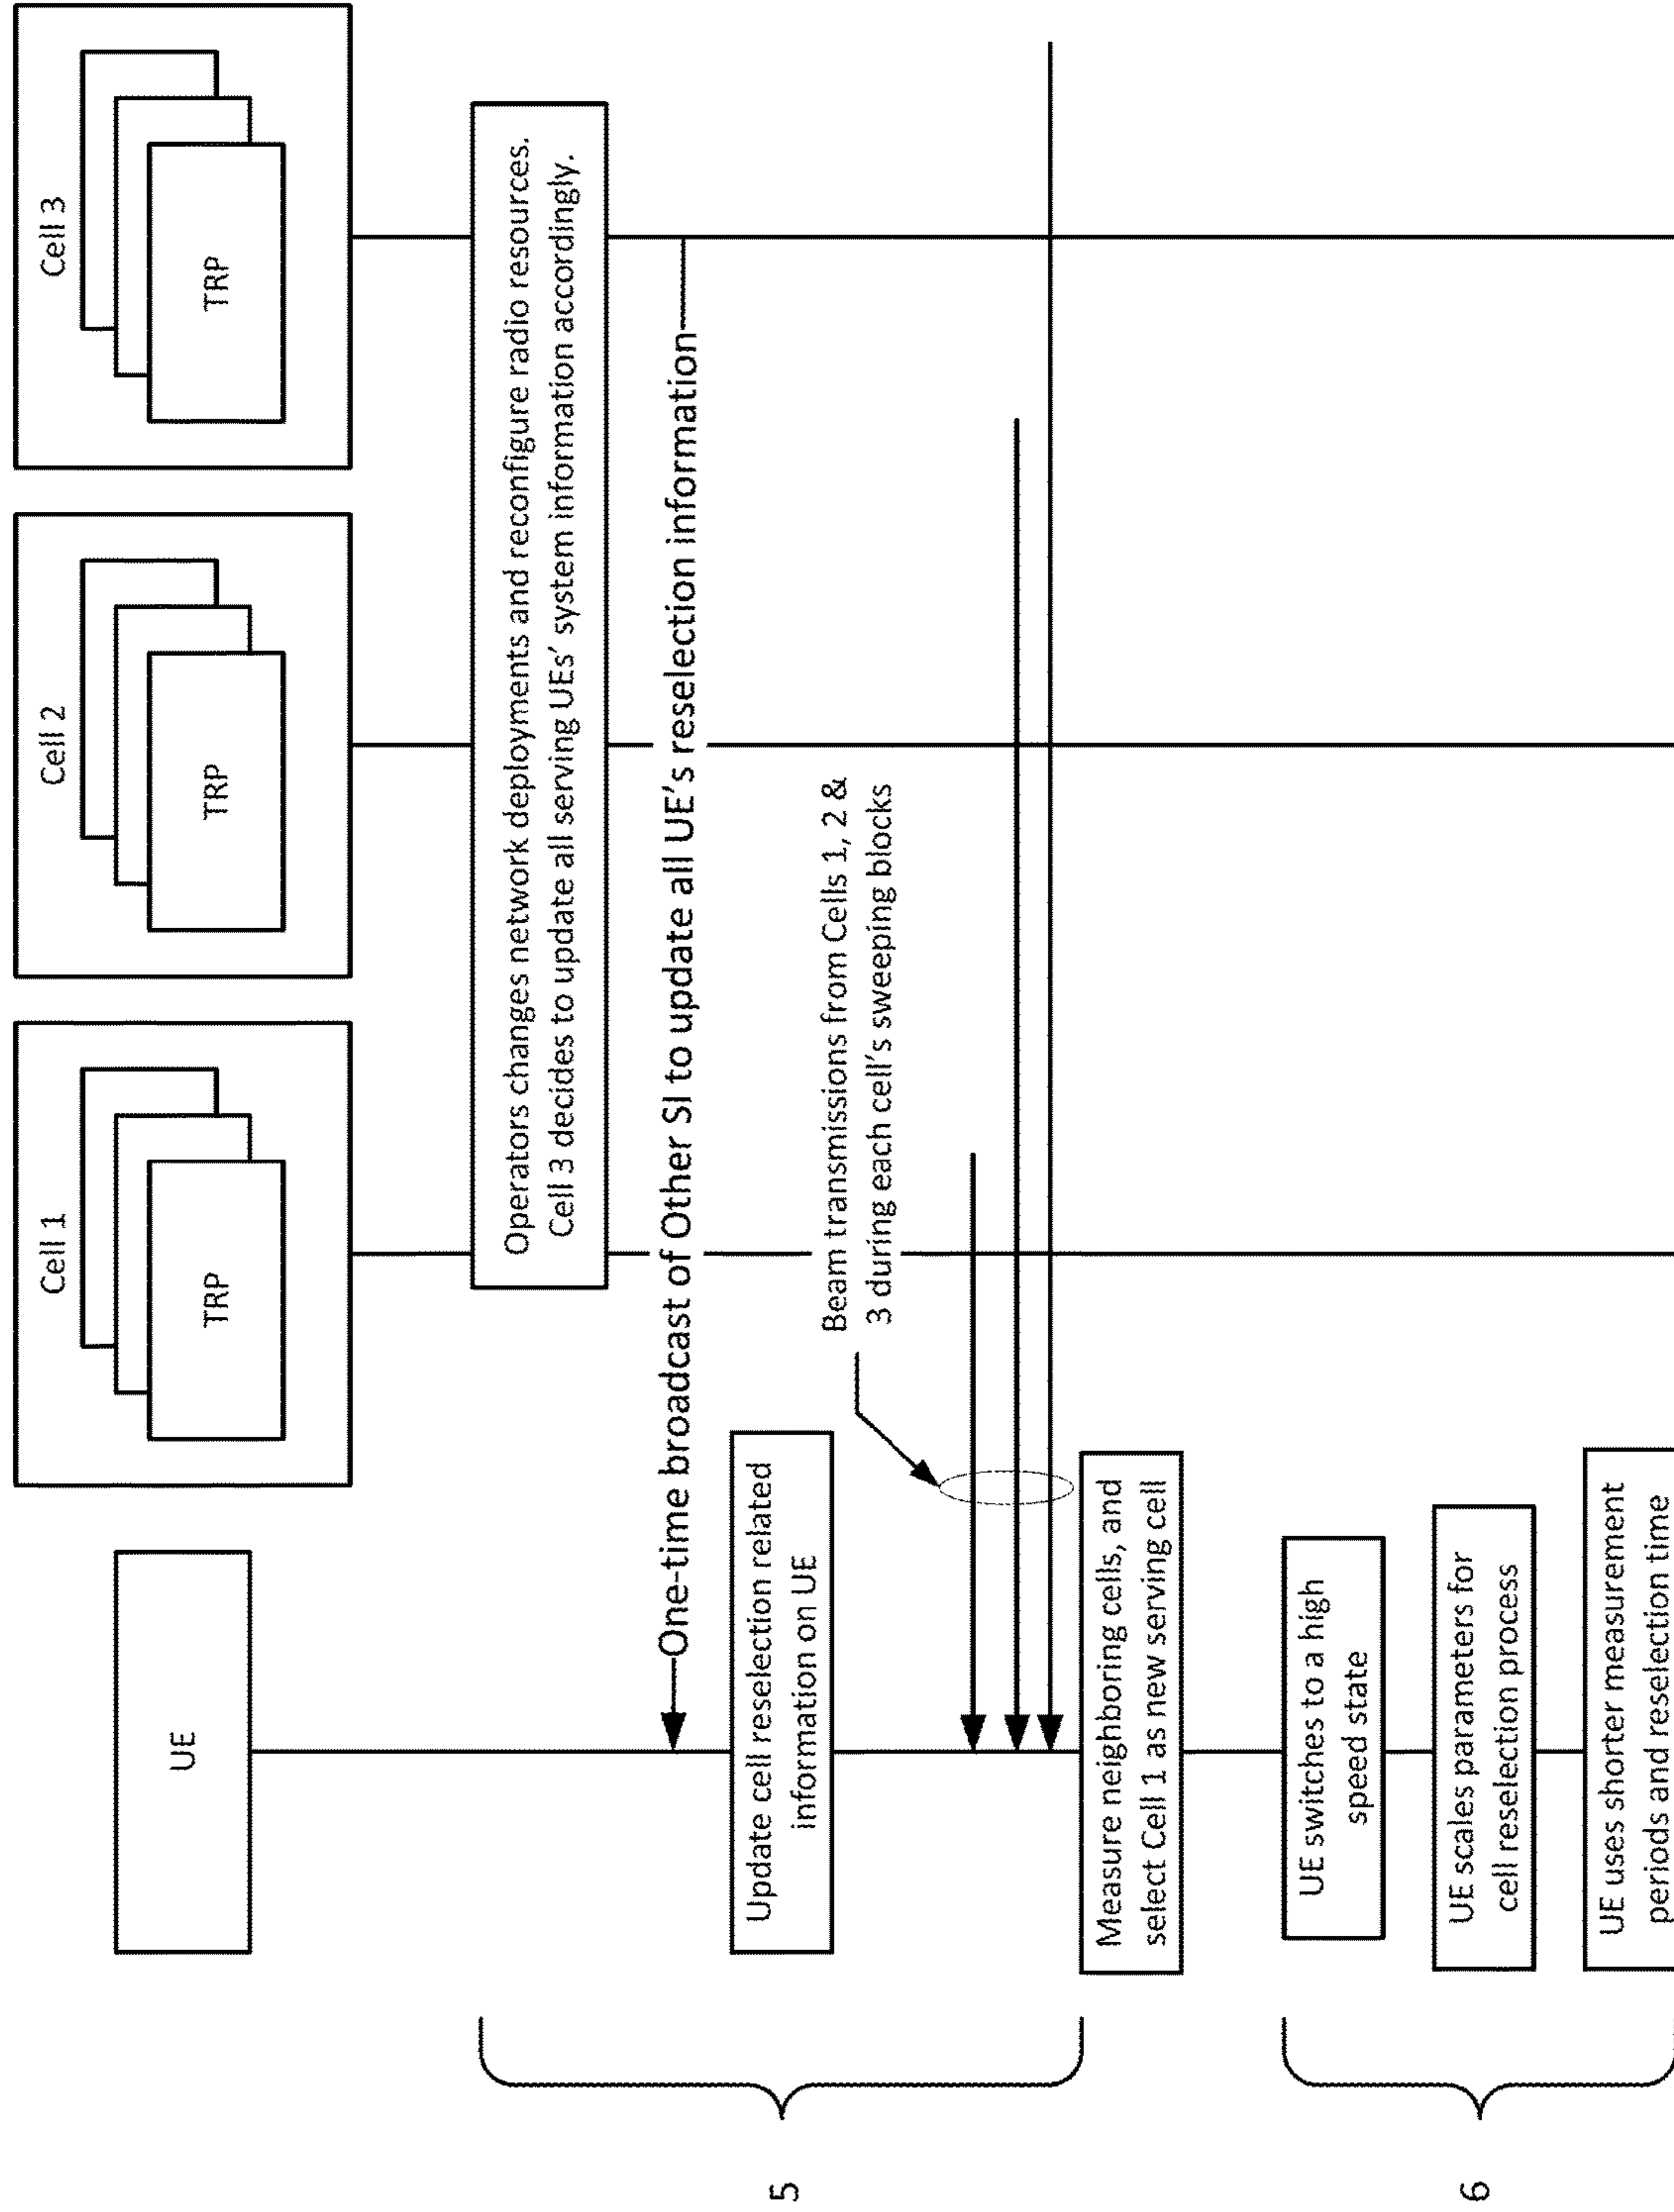 UE
Cell 1
TRP
Cell 2
TRP
Cell 3
TRP
Operators changes network deployments and reconfigure radio resources.
Cell 3 decides to update all serving UEs' system information accordingly.
One-time broadcast of Other SI to update all UE's reselection information
5
Update cell reselection related
information on UE
Beam transmissions from Cells 1, 2 &
3 during each cell's sweeping blocks
Measure neighboring cells, and
select Cell 1 as new serving cell
6
UE switches to a high
speed state
UE scales parameters for
cell reselection process
UE uses shorter measurement
periods and reselection time